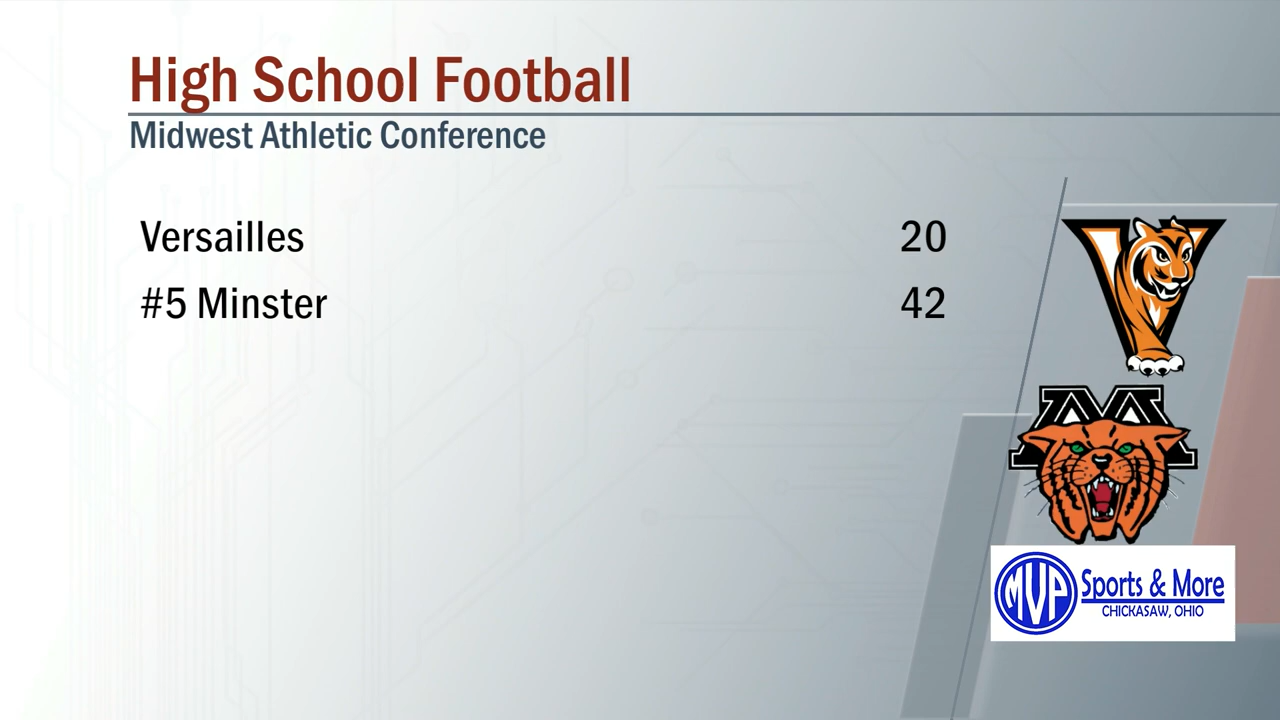 High School Football
Midwest Athletic Conference
Versailles 20
#5 Minster 42
V
M
MVP Sports & More
CHICKASAW, OHIO